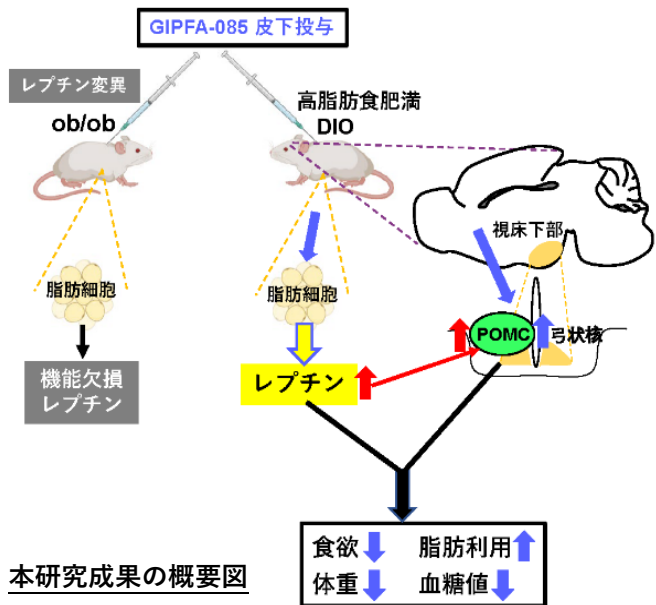 GIPFA-085 皮下投与
レプチン変異
ob/ob
高脂肪食肥満
DIO
視床下部
脂肪細胞
脂肪細胞
POMC
弓状核
機能欠損
レプチン
レプチン
食欲 脂肪利用
体重 血糖値
本研究成果の概要図